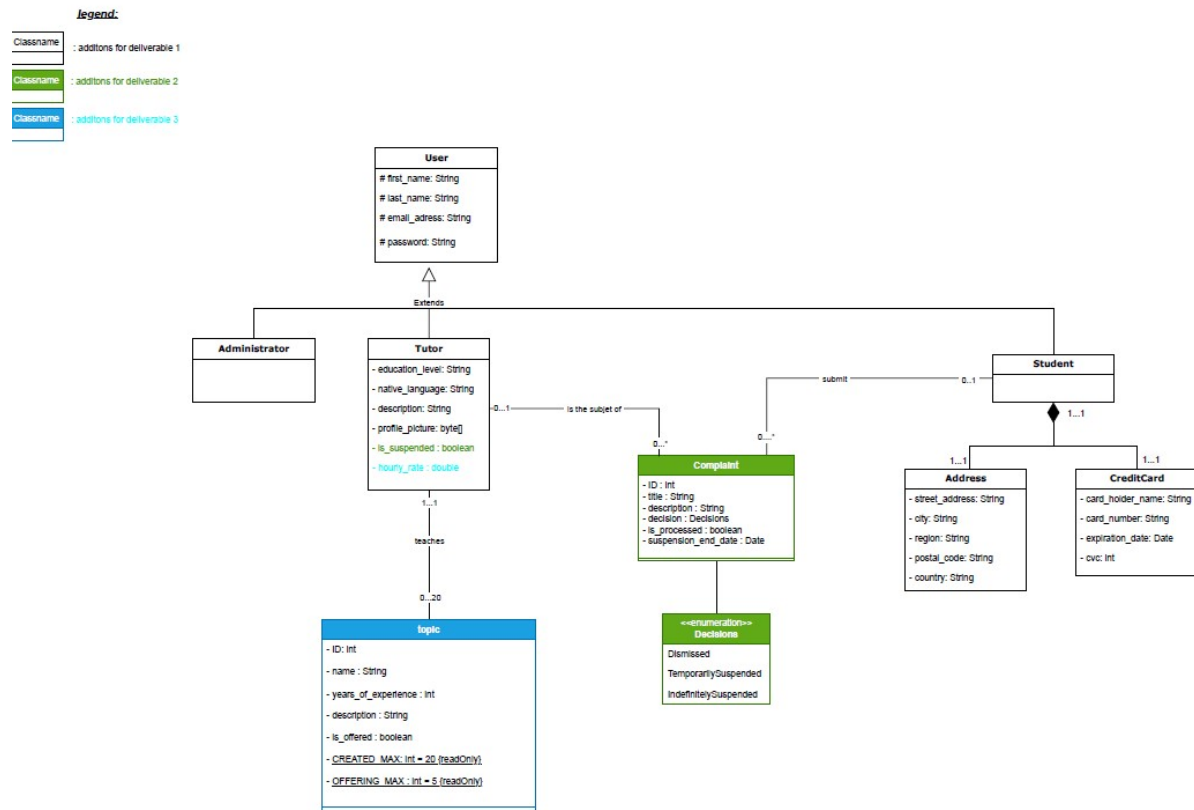 legend:
Classname
: additons for deliverable 1
Classname
: additons for deliverable 2
Classname
: additons for deliverable 3
User
# first_name: String
# last_name: String
# email_adress: String
# password: String
Extends
Administrator
Tutor
- education_level: String
- native_language: String
- description: String
- profile_picture: byte[]
- is_suspended : boolean
- hourly_rate : double
0...1
is the subjet of
0...*
submit
0..1
0...*
Student
1...1
1...1
1...1
Complaint
- ID : int
- title : String
- description : String
- decision : Decisions
- is_processed : boolean
- suspension_end_date : Date
Address
- street_address: String
- city: String
- region: String
- postal_code: String
- country: String
CreditCard
- card_holder_name: String
- card_number: String
- expiration_date: Date
- cvc: int
1...1
teaches
0...20
topic
- ID: int
- name : String
- years_of_experience : int
- description : String
- is_offered : boolean
- CREATED_MAX: int = 20 {readOnly}
- OFFERING_MAX : int = 5 {readOnly}
<<enumeration>>
Decisions
Dismissed
TemporarilySuspended
IndefinitelySuspended